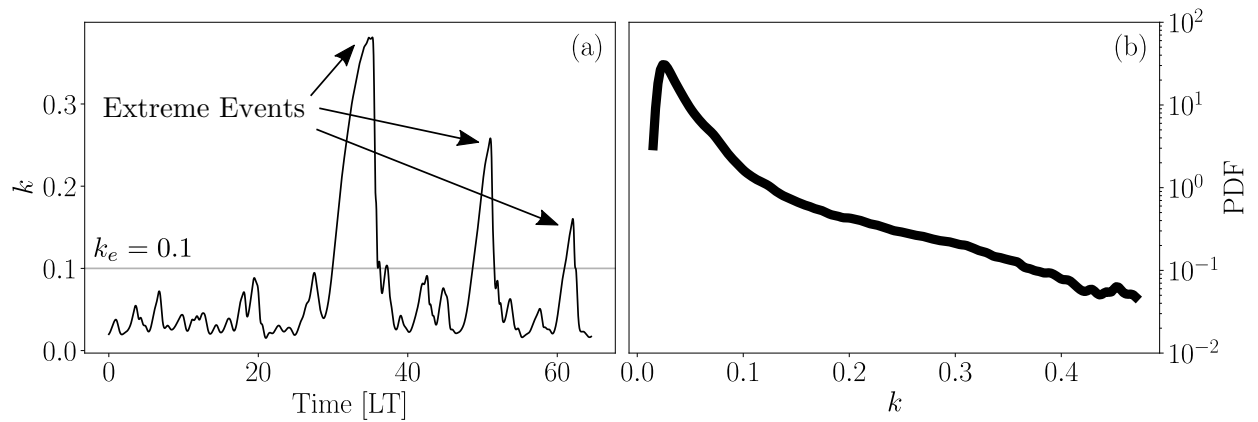 (a)
Extreme Events
k
0.3
0.2
0.1
0.0
k_e = 0.1
0 20 40 60
Time [LT]
(b)
10^2
10^1
10^0
10^{-1}
10^{-2}
PDF
0.0 0.1 0.2 0.3 0.4
k